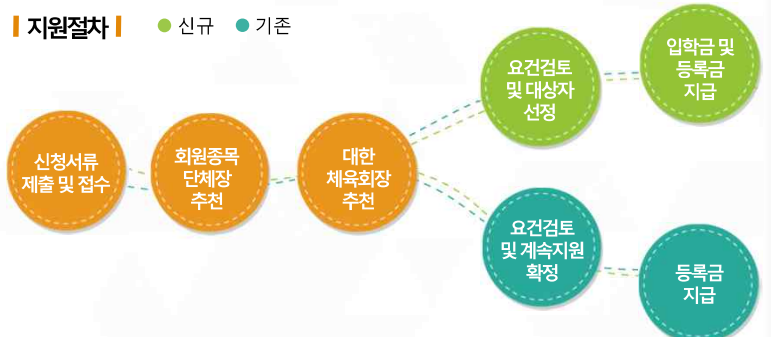 지원절차
신규
기존
신청서류
제출 및 접수
회원종목
단체장
추천
대한
체육회장
추천
요건검토
및 대상자
선정
입학금 및
등록금
지급
요건검토
및 계속지원
확정
등록금
지급